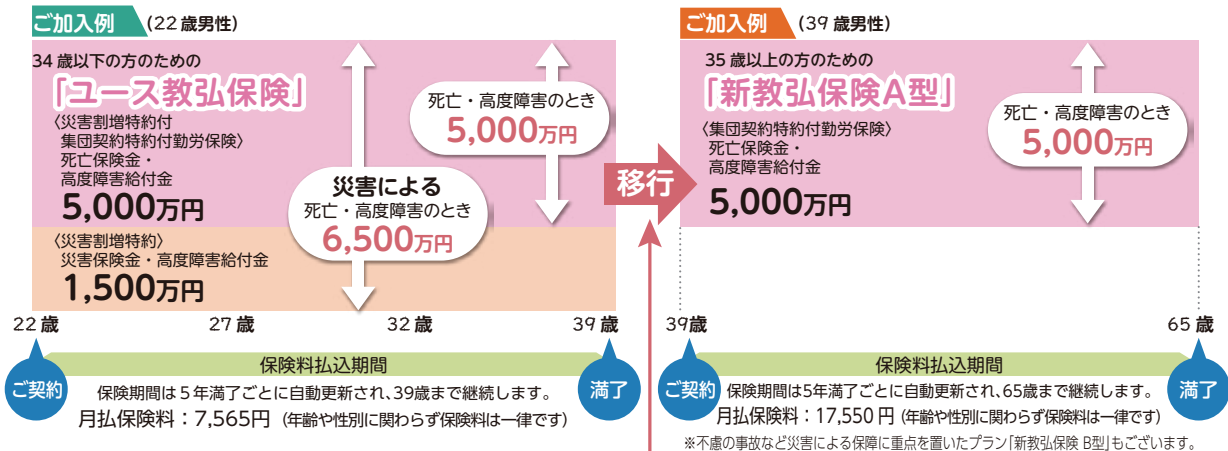 ご加入例 (22歳男性)
34歳以下の方のための
「ユース教弘保険」
〈災害割増特約付
集団契約特約付勤労保険〉
死亡保険金・
高度障害給付金
5,000万円
〈災害割増特約〉
災害保険金・高度障害給付金
1,500万円
災害による
死亡・高度障害のとき
6,500万円
死亡・高度障害のとき
5,000万円
22歳 27歳 32歳 39歳
ご契約
保険料払込期間
満了
保険期間は5年満了ごとに自動更新され、39歳まで継続します。
月払保険料:7,565円 (年齢や性別に関わらず保険料は一律です)
移行
ご加入例 (39歳男性)
35歳以上の方のための
「新教弘保険A型」
〈集団契約特約付勤労保険〉
死亡保険金・
高度障害給付金
5,000万円
死亡・高度障害のとき
5,000万円
39歳 65歳
ご契約
保険料払込期間
満了
保険期間は5年満了ごとに自動更新され、65歳まで継続します。
月払保険料:17,550円 (年齢や性別に関わらず保険料は一律です)
※不慮の事故など災害による保障に重点を置いたプラン「新教弘保険 B型」もございます。